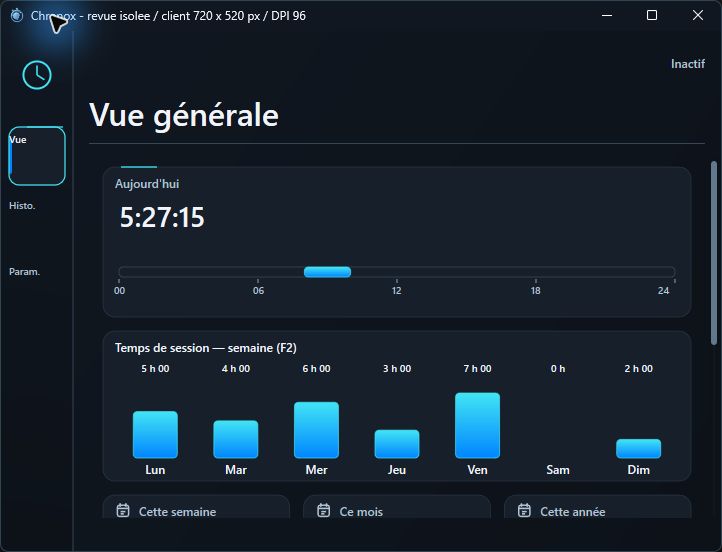 Chronox - revue isolee / client 720 x 520 px / DPI 96
Inactif
Vue générale
Vue
Histo.
Param.
Aujourd'hui
5:27:15
00 06 12 18 24
Temps de session — semaine (F2)
5 h 00 4 h 00 6 h 00 3 h 00 7 h 00 0 h 2 h 00
Lun Mar Mer Jeu Ven Sam Dim
Cette semaine Ce mois Cette année